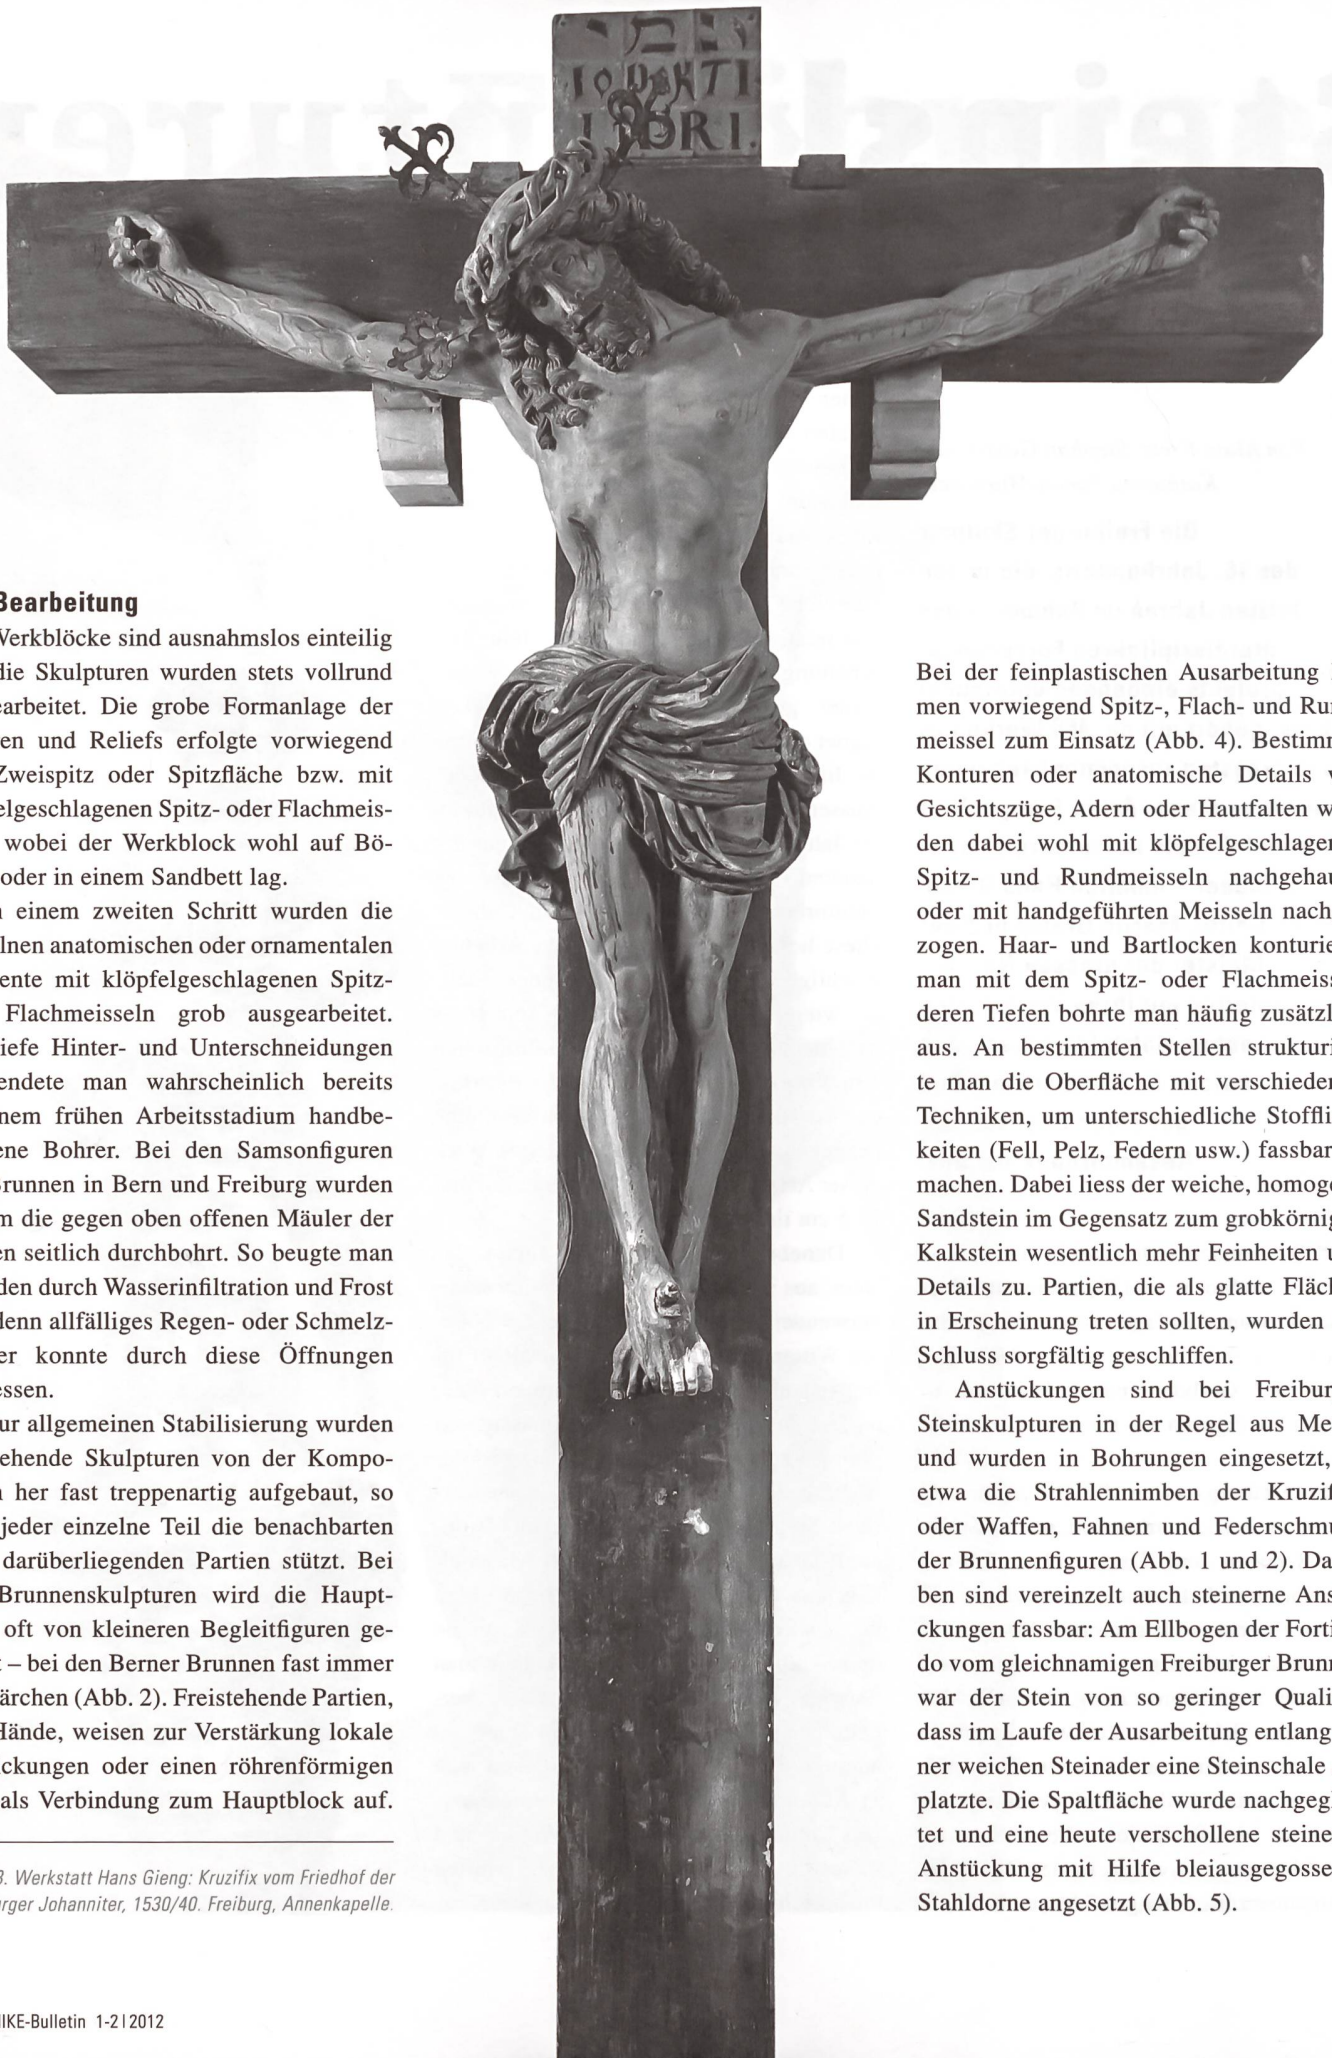 Bearbeitung
Werkblöcke sind ausnahmslos einteilig
die Skulpturen wurden stets vollrund
earbeitet. Die grobe Formanlage der
en und Reliefs erfolgte vorwiegend
Zweispitz oder Spitzfläche bzw. mit
elgeschlagenen Spitz- oder Flachmeis-
wobei der Werkblock wohl auf Bö-
oder in einem Sandbett lag.
n einem zweiten Schritt wurden die
lnen anatomischen oder ornamentalen
ente mit klöpfelgeschlagenen Spitz-
Flachmeisseln grob ausgearbeitet.
iefe Hinter- und Unterschneidungen
endete man wahrscheinlich bereits
nem frühen Arbeitsstadium handbe-
ene Bohrer. Bei den Samsonfiguren
Brunnen in Bern und Freiburg wurden
m die gegen oben offenen Mäuler der
en seitlich durchbohrt. So beugte man
den durch Wasserinfiltration und Frost
denn allfälliges Regen- oder Schmelz-
er konnte durch diese Öffnungen
essen.
ur allgemeinen Stabilisierung wurden
ehende Skulpturen von der Kompo-
n her fast treppenartig aufgebaut, so
jeder einzelne Teil die benachbarten
darüberliegenden Partien stützt. Bei
Brunnenskulpturen wird die Haupt-
oft von kleineren Begleitfiguren ge-
t – bei den Berner Brunnen fast immer
ärchen (Abb. 2). Freistehende Partien,
Hände, weisen zur Verstärkung lokale
ckungen oder einen röhrenförmigen
als Verbindung zum Hauptblock auf.
3. Werkstatt Hans Gieng: Kruzifix vom Friedhof der
urger Johanniter, 1530/40. Freiburg, Annenkapelle.
Bei der feinplastischen Ausarbeitung
men vorwiegend Spitz-, Flach- und Run
meissel zum Einsatz (Abb. 4). Bestimm
Konturen oder anatomische Details w
Gesichtszüge, Adern oder Hautfalten w
den dabei wohl mit klöpfelgeschlagen
Spitz- und Rundmeisseln nachgehau
oder mit handgeführten Meisseln nach
zogen. Haar- und Bartlocken konturie
man mit dem Spitz- oder Flachmeiss
deren Tiefen bohrte man häufig zusätzl
aus. An bestimmten Stellen strukturi
te man die Oberfläche mit verschieden
Techniken, um unterschiedliche Stoffli
keiten (Fell, Pelz, Federn usw.) fassbar
machen. Dabei liess der weiche, homoge
Sandstein im Gegensatz zum grobkörnig
Kalkstein wesentlich mehr Feinheiten u
Details zu. Partien, die als glatte Fläch
in Erscheinung treten sollten, wurden
Schluss sorgfältig geschliffen.
Anstückungen sind bei Freibur
Steinskulpturen in der Regel aus Me
und wurden in Bohrungen eingesetzt,
etwa die Strahlennimben der Kruzif
oder Waffen, Fahnen und Federschmu
der Brunnenfiguren (Abb. 1 und 2). Da
ben sind vereinzelt auch steinerne Ans
ckungen fassbar: Am Ellbogen der Forti
do vom gleichnamigen Freiburger Brunn
war der Stein von so geringer Quali
dass im Laufe der Ausarbeitung entlang
ner weichen Steinader eine Steinschale
platzte. Die Spaltfläche wurde nachgegl
tet und eine heute verschollene steine
Anstückung mit Hilfe bleiausgegosse
Stahldorne angesetzt (Abb. 5).
IKE-Bulletin 1-2 | 2012